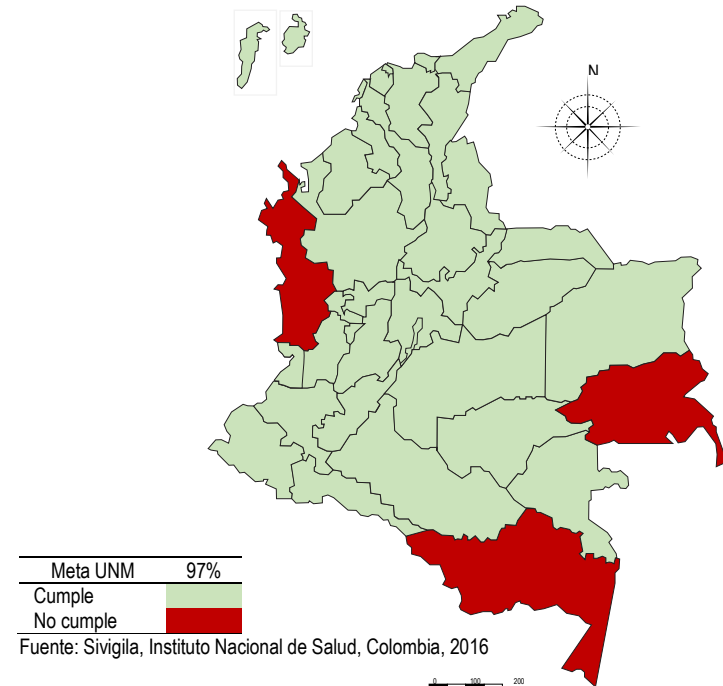 N
Meta UNM 97%
Cumple
No cumple
Fuente: Sivigila, Instituto Nacional de Salud, Colombia, 2016
0 100 200